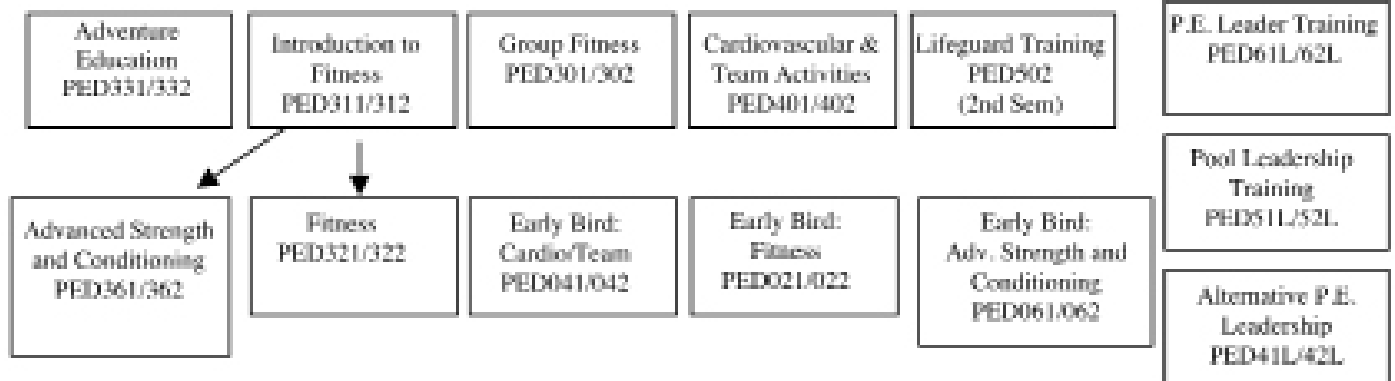 Adventure
Education
PED331/332
Introduction to
Fitness
PED311/312
Group Fitness
PED301/302
Cardiovascular &
Team Activities
PED401/402
Lifeguard Training
PED502
(2nd Sem)
P.E. Leader Training
PED61L/62L
Pool Leadership
Training
PED51L/52L
Advanced Strength
and Conditioning
PED361/362
Fitness
PED321/322
Early Bird:
Cardio/Team
PED041/042
Early Bird:
Fitness
PED021/022
Early Bird:
Adv. Strength and
Conditioning
PED061/062
Alternative P.E.
Leadership
PED41L/42L